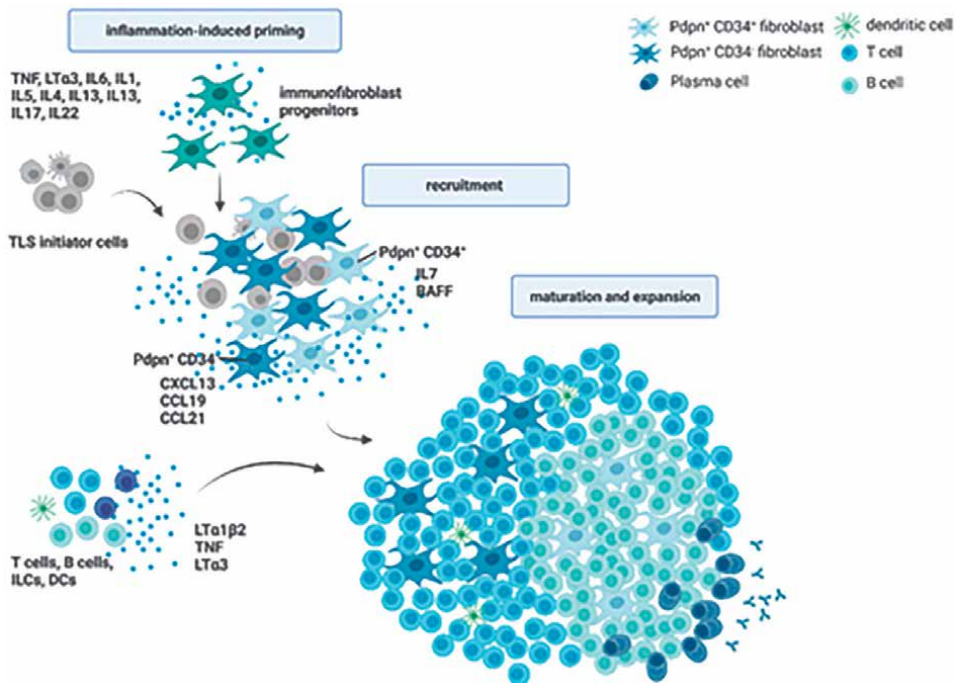 inflammation-induced priming
Pdpn⁺ CD34⁺ fibroblast
Pdpn⁺ CD34⁻ fibroblast
Plasma cell
dendritic cell
T cell
B cell
TNF, LTα3, IL6, IL1,
IL5, IL4, IL13, IL13,
IL17, IL22
immunofibroblast
progenitors
TLS initiator cells
recruitment
Pdpn⁺ CD34⁺
IL7
BAFF
maturation and expansion
Pdpn⁺ CD34
CXCL13
CCL19
CCL21
T cells, B cells,
ILCs, DCs
LTα1β2
TNF
LTα3